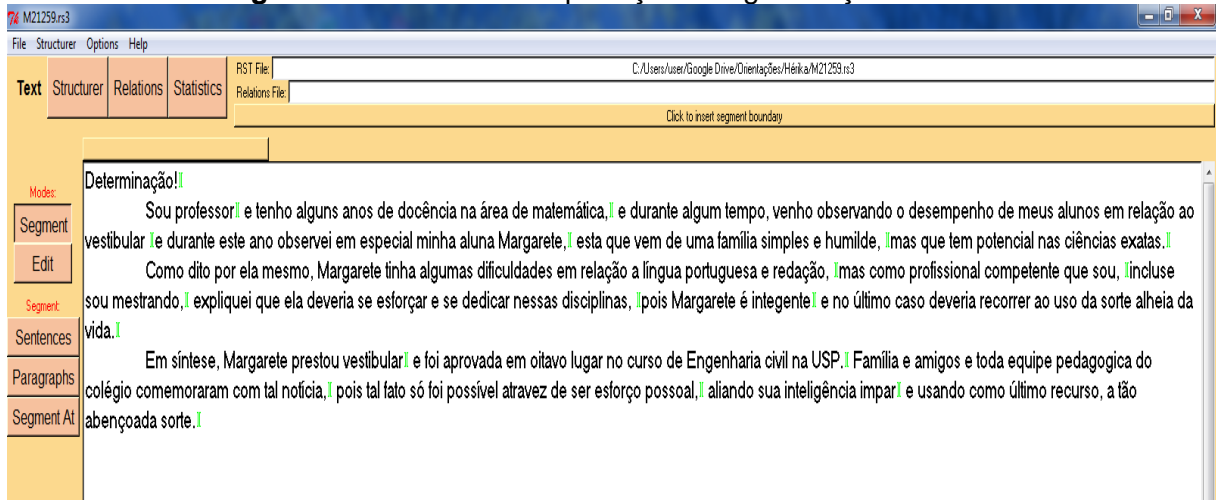 M21259.rs3
File Structurer Options Help
Text Structurer Relations Statistics
RST File: C:/Users/user/Google Drive/Orientações/Hérika/M21259.rs3
Relations File:
Click to insert segment boundary
Modes:
Segment
Edit
Segment:
Sentences
Paragraphs
Segment At
Determinação!
Sou professor e tenho alguns anos de docência na área de matemática, e durante algum tempo, venho observando o desempenho de meus alunos em relação ao
vestibular e durante este ano observei em especial minha aluna Margarete, esta que vem de uma família simples e humilde, mas que tem potencial nas ciências exatas.
Como dito por ela mesmo, Margarete tinha algumas dificuldades em relação a língua portuguesa e redação, mas como profissional competente que sou, incluse
sou mestrando, expliquei que ela deveria se esforçar e se dedicar nessas disciplinas, pois Margarete é integente e no último caso deveria recorrer ao uso da sorte alheia da
vida.
Em síntese, Margarete prestou vestibular e foi aprovada em oitavo lugar no curso de Engenharia civil na USP. Família e amigos e toda equipe pedagogica do
colégio comemoraram com tal notícia, pois tal fato só foi possível atravez de ser esforço possoal, aliando sua inteligência impar e usando como último recurso, a tão
abençoada sorte.